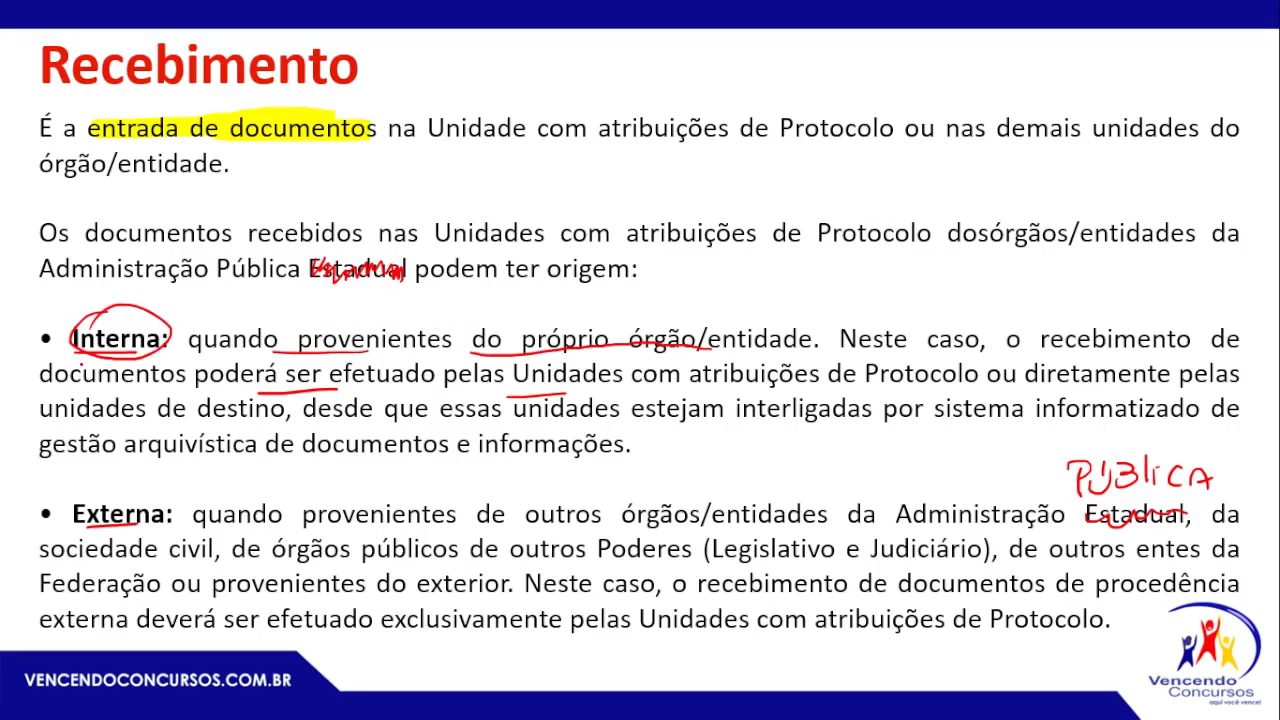 Recebimento
É a entrada de documentos na Unidade com atribuições de Protocolo ou nas demais unidades do
órgão/entidade.
Os documentos recebidos nas Unidades com atribuições de Protocolo dosórgãos/entidades da
Administração Pública Estadual podem ter origem:
• Interna: quando provenientes do próprio órgão/entidade. Neste caso, o recebimento de
documentos poderá ser efetuado pelas Unidades com atribuições de Protocolo ou diretamente pelas
unidades de destino, desde que essas unidades estejam interligadas por sistema informatizado de
gestão arquivística de documentos e informações.
PÚBLICA
• Externa: quando provenientes de outros órgãos/entidades da Administração Estadual, da
sociedade civil, de órgãos públicos de outros Poderes (Legislativo e Judiciário), de outros entes da
Federação ou provenientes do exterior. Neste caso, o recebimento de documentos de procedência
externa deverá ser efetuado exclusivamente pelas Unidades com atribuições de Protocolo.
VENCENDOCONCURSOS.COM.BR
Vencendo
Concursos
aqui você vence!